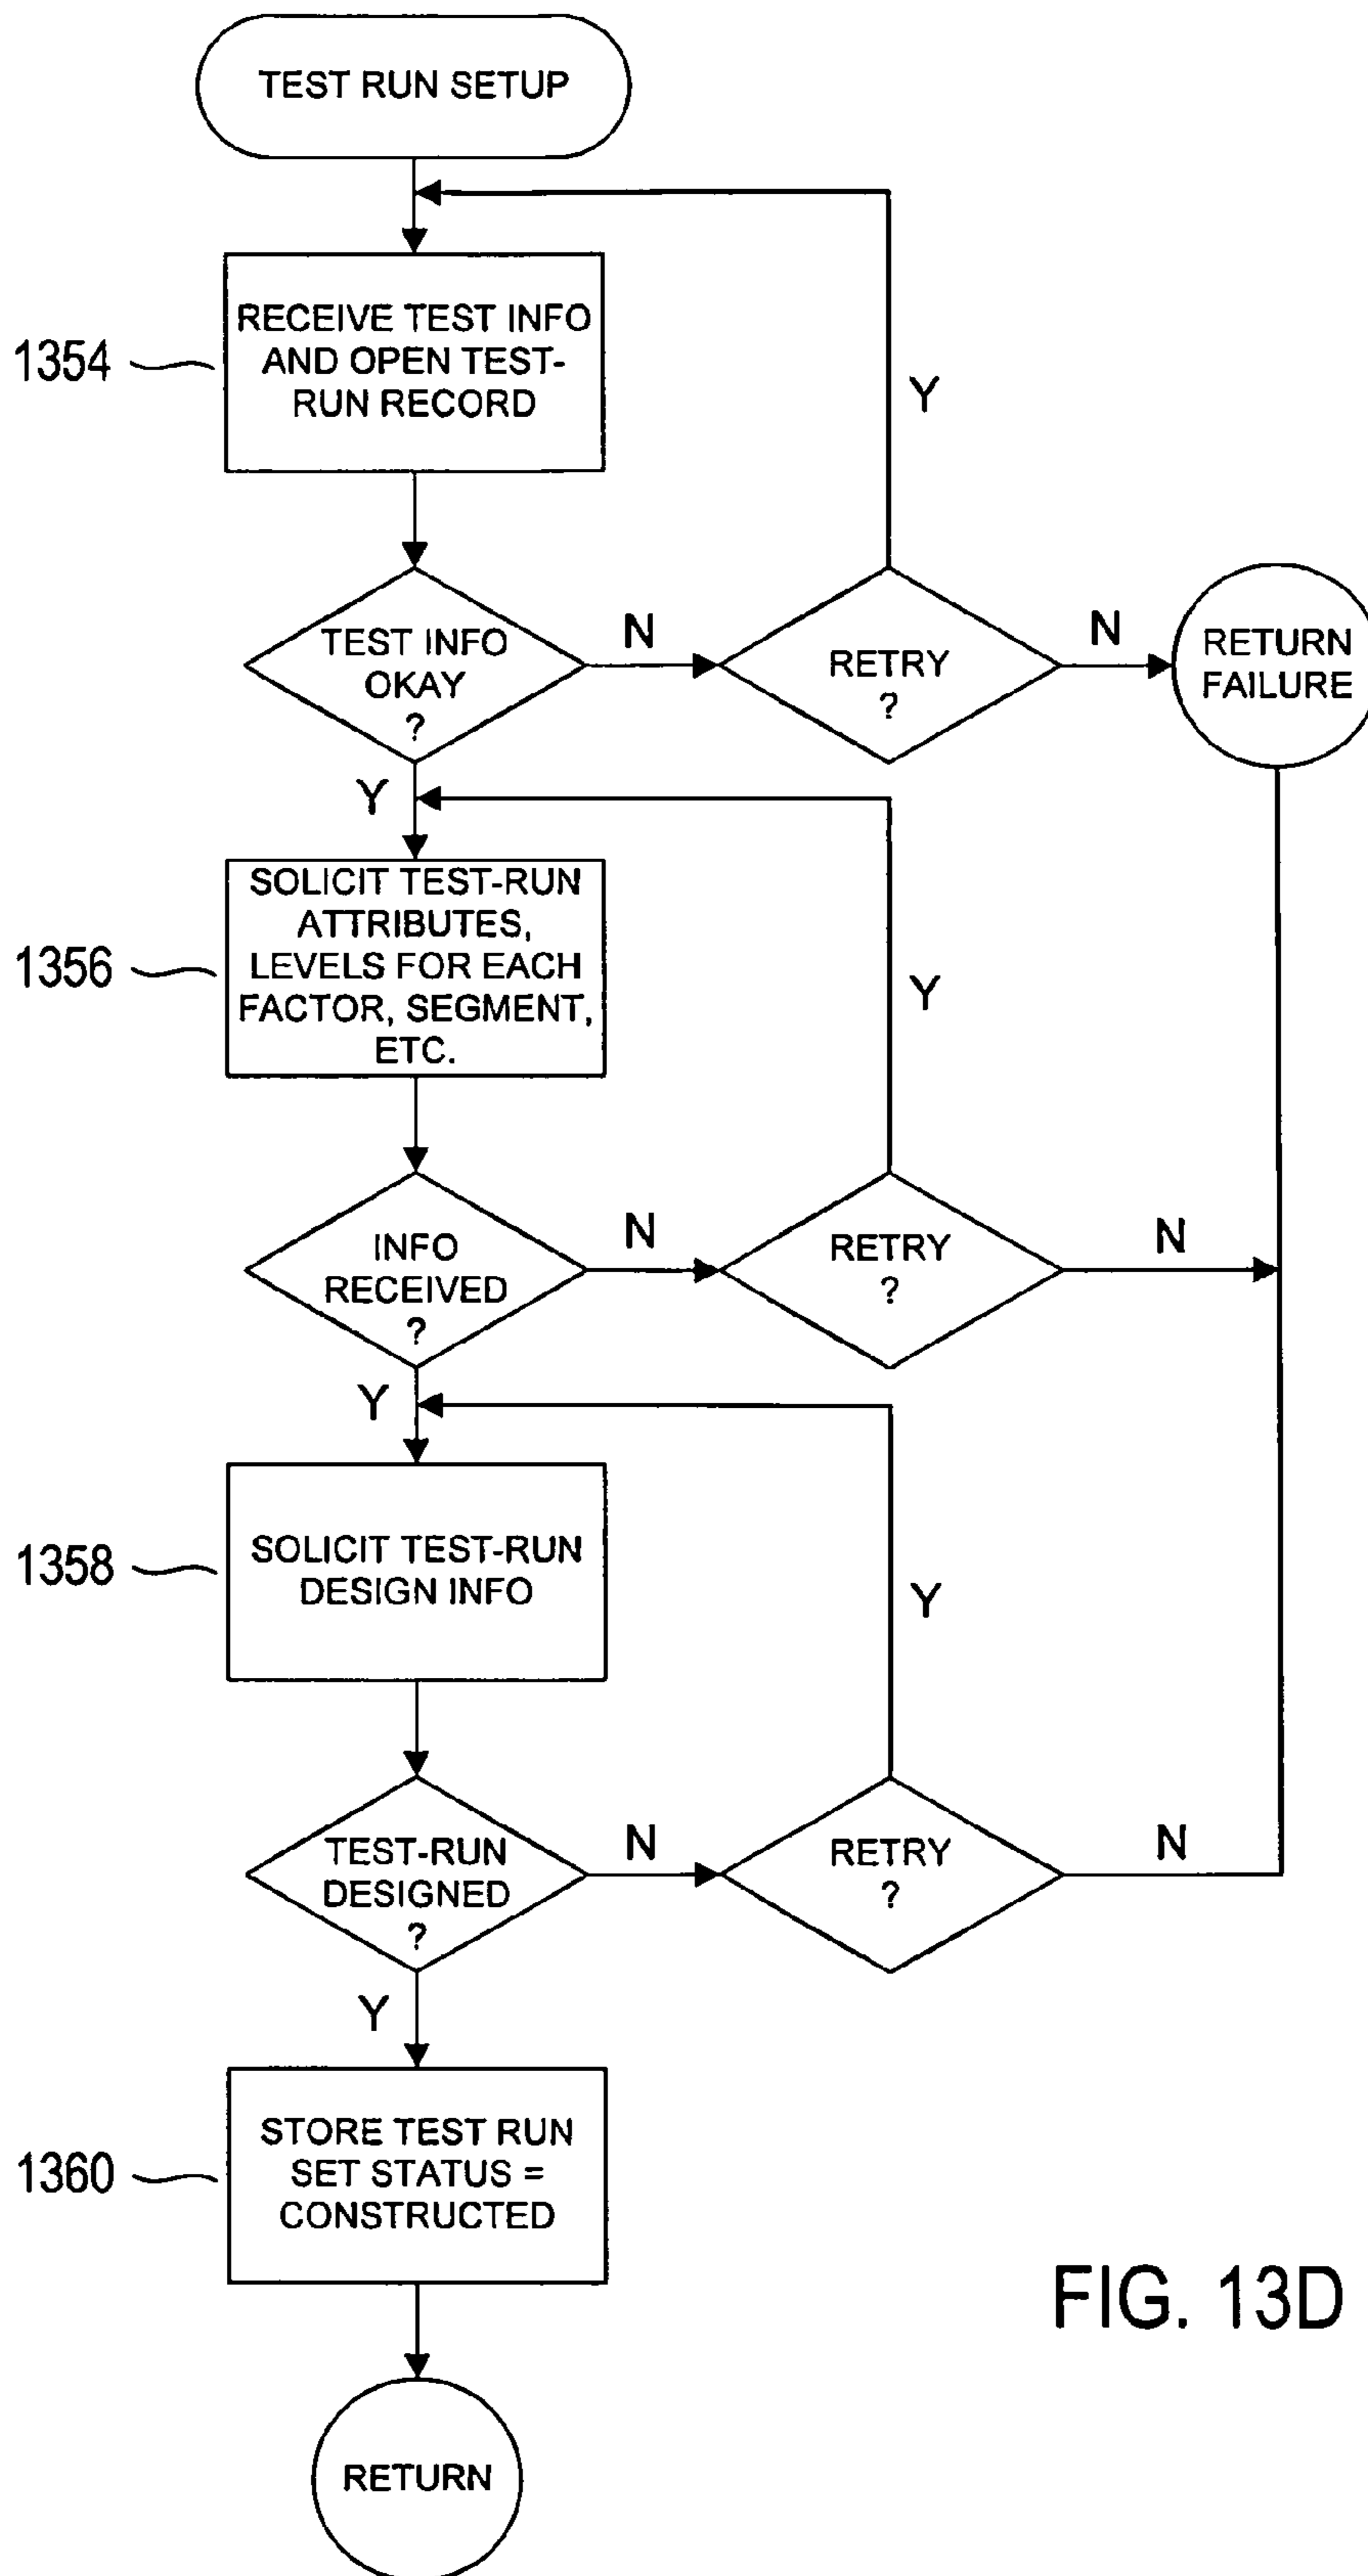 TEST RUN SETUP
1354
RECEIVE TEST INFO
AND OPEN TEST-
RUN RECORD
Y
TEST INFO
OKAY
?
N
RETRY
?
N
RETURN
FAILURE
Y
1356
SOLICIT TEST-RUN
ATTRIBUTES,
LEVELS FOR EACH
FACTOR, SEGMENT,
ETC.
Y
INFO
RECEIVED
?
N
RETRY
?
N
Y
1358
SOLICIT TEST-RUN
DESIGN INFO
Y
TEST-RUN
DESIGNED
?
N
RETRY
?
N
Y
1360
STORE TEST RUN
SET STATUS =
CONSTRUCTED
RETURN
FIG. 13D